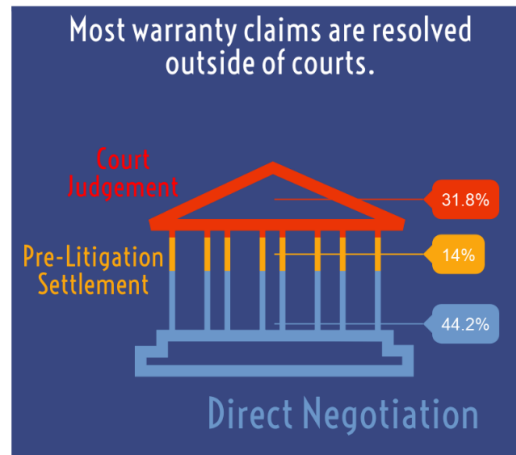 Most warranty claims are resolved
outside of courts.
Court
Judgement
31.8%
Pre-Litigation
Settlement
14%
44.2%
Direct Negotiation